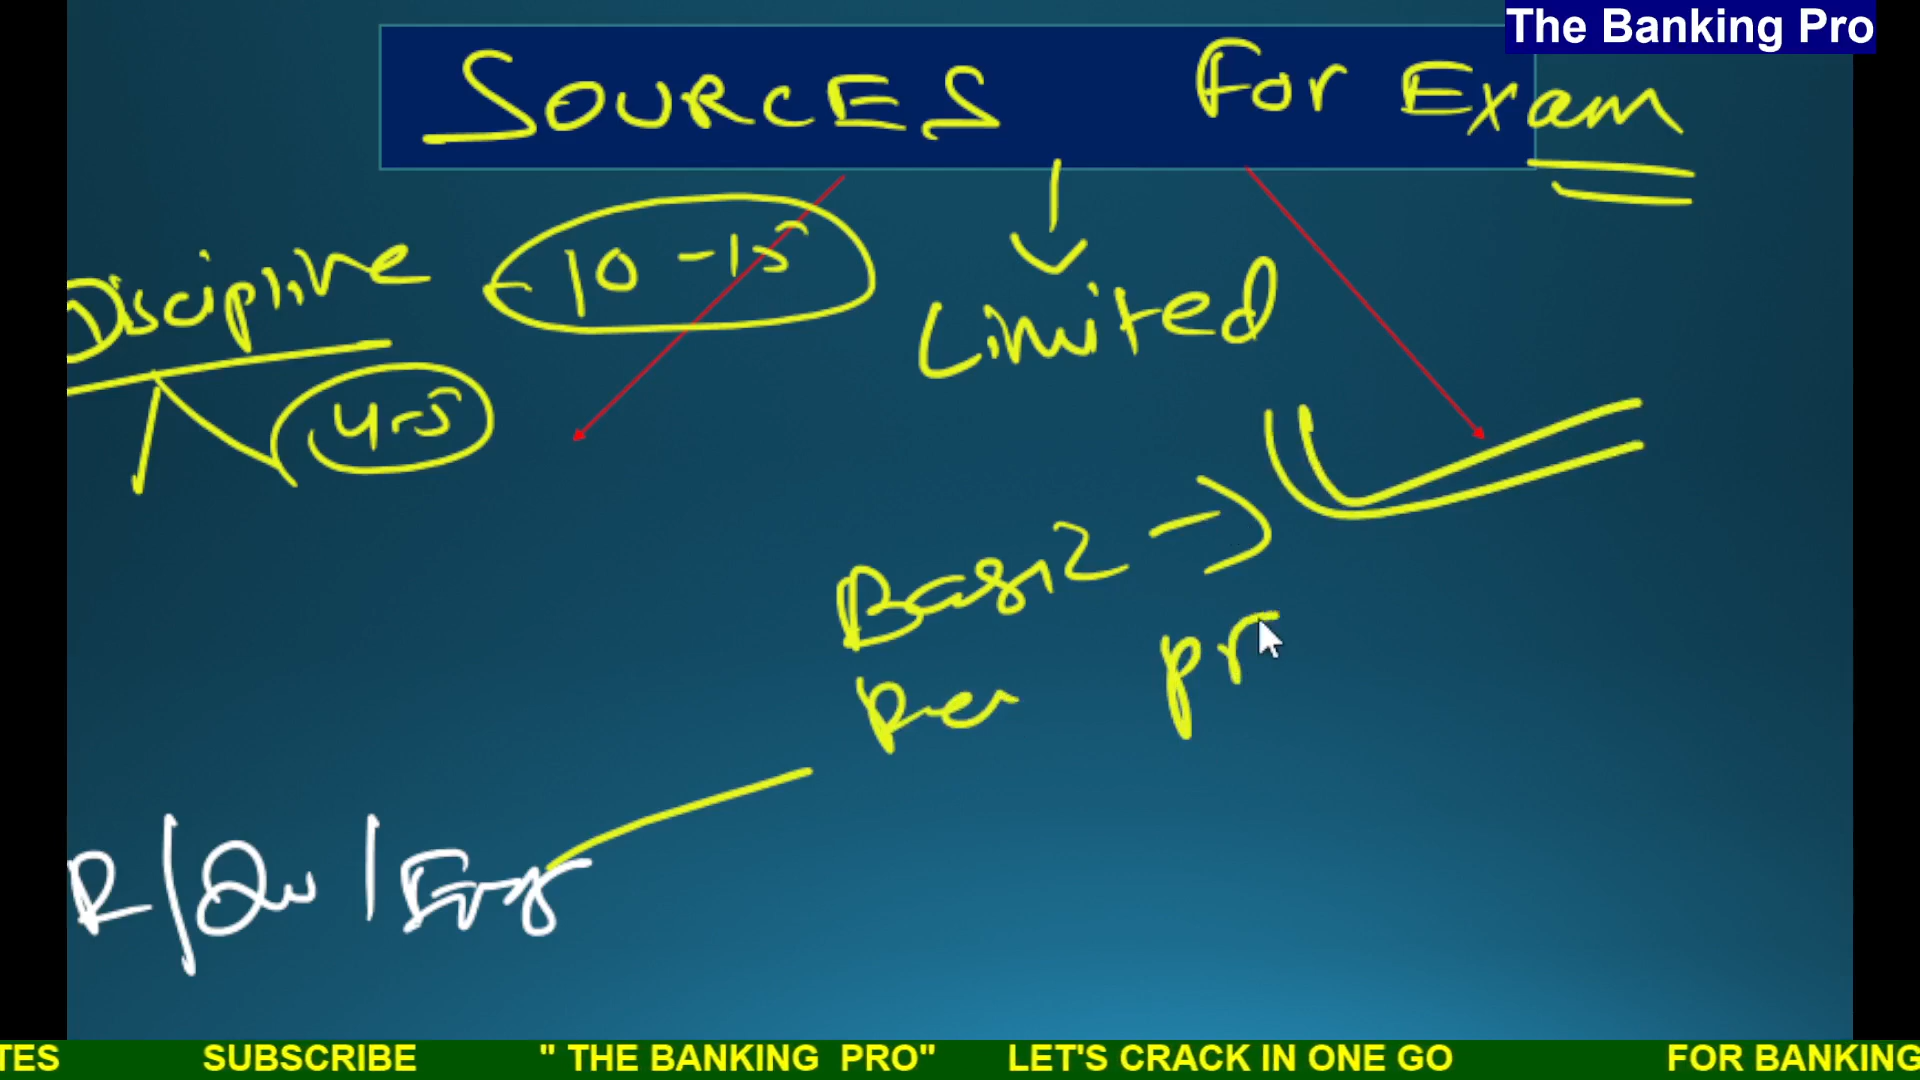 The Banking Pro
SOURCES For Exam
Discipline 10-15
Limited
4-5
Basic →
pr
R/Qu/Eng
TES SUBSCRIBE " THE BANKING PRO" LET'S CRACK IN ONE GO FOR BANKING